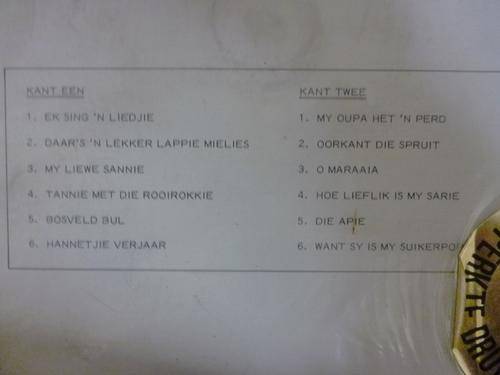 KANT EEN
1. EK SING 'N LIEDJIE
2. DAAR'S 'N LEKKER LAPPIE MIELIES
3. MY LIEWE SANNIE
4. TANNIE MET DIE ROOIROKKIE
5. BOSVELD BUL
6. HANNETJIE VERJAAR
KANT TWEE
1. MY OUPA HET 'N PERD
2. OORKANT DIE SPRUIT
3. O MARAAIA
4. HOE LIEFLIK IS MY SARIE
5. DIE APIE
6. WANT SY IS MY